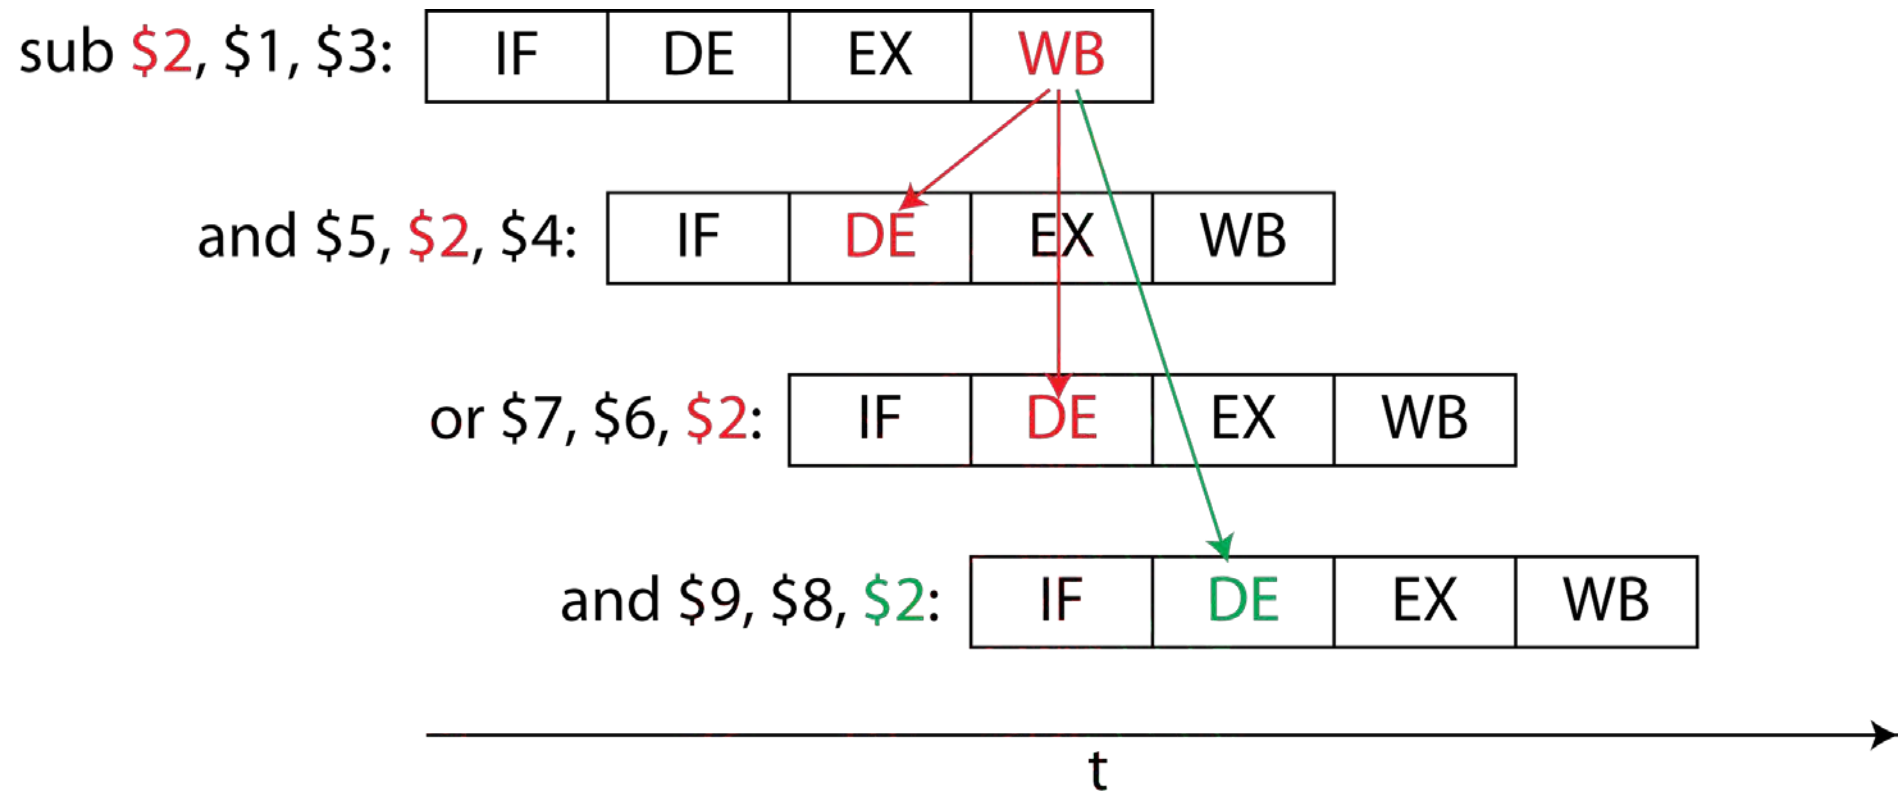 sub $2, $1, $3: IF DE EX WB
and $5, $2, $4: IF DE EX WB
or $7, $6, $2: IF DE EX WB
and $9, $8, $2: IF DE EX WB
t